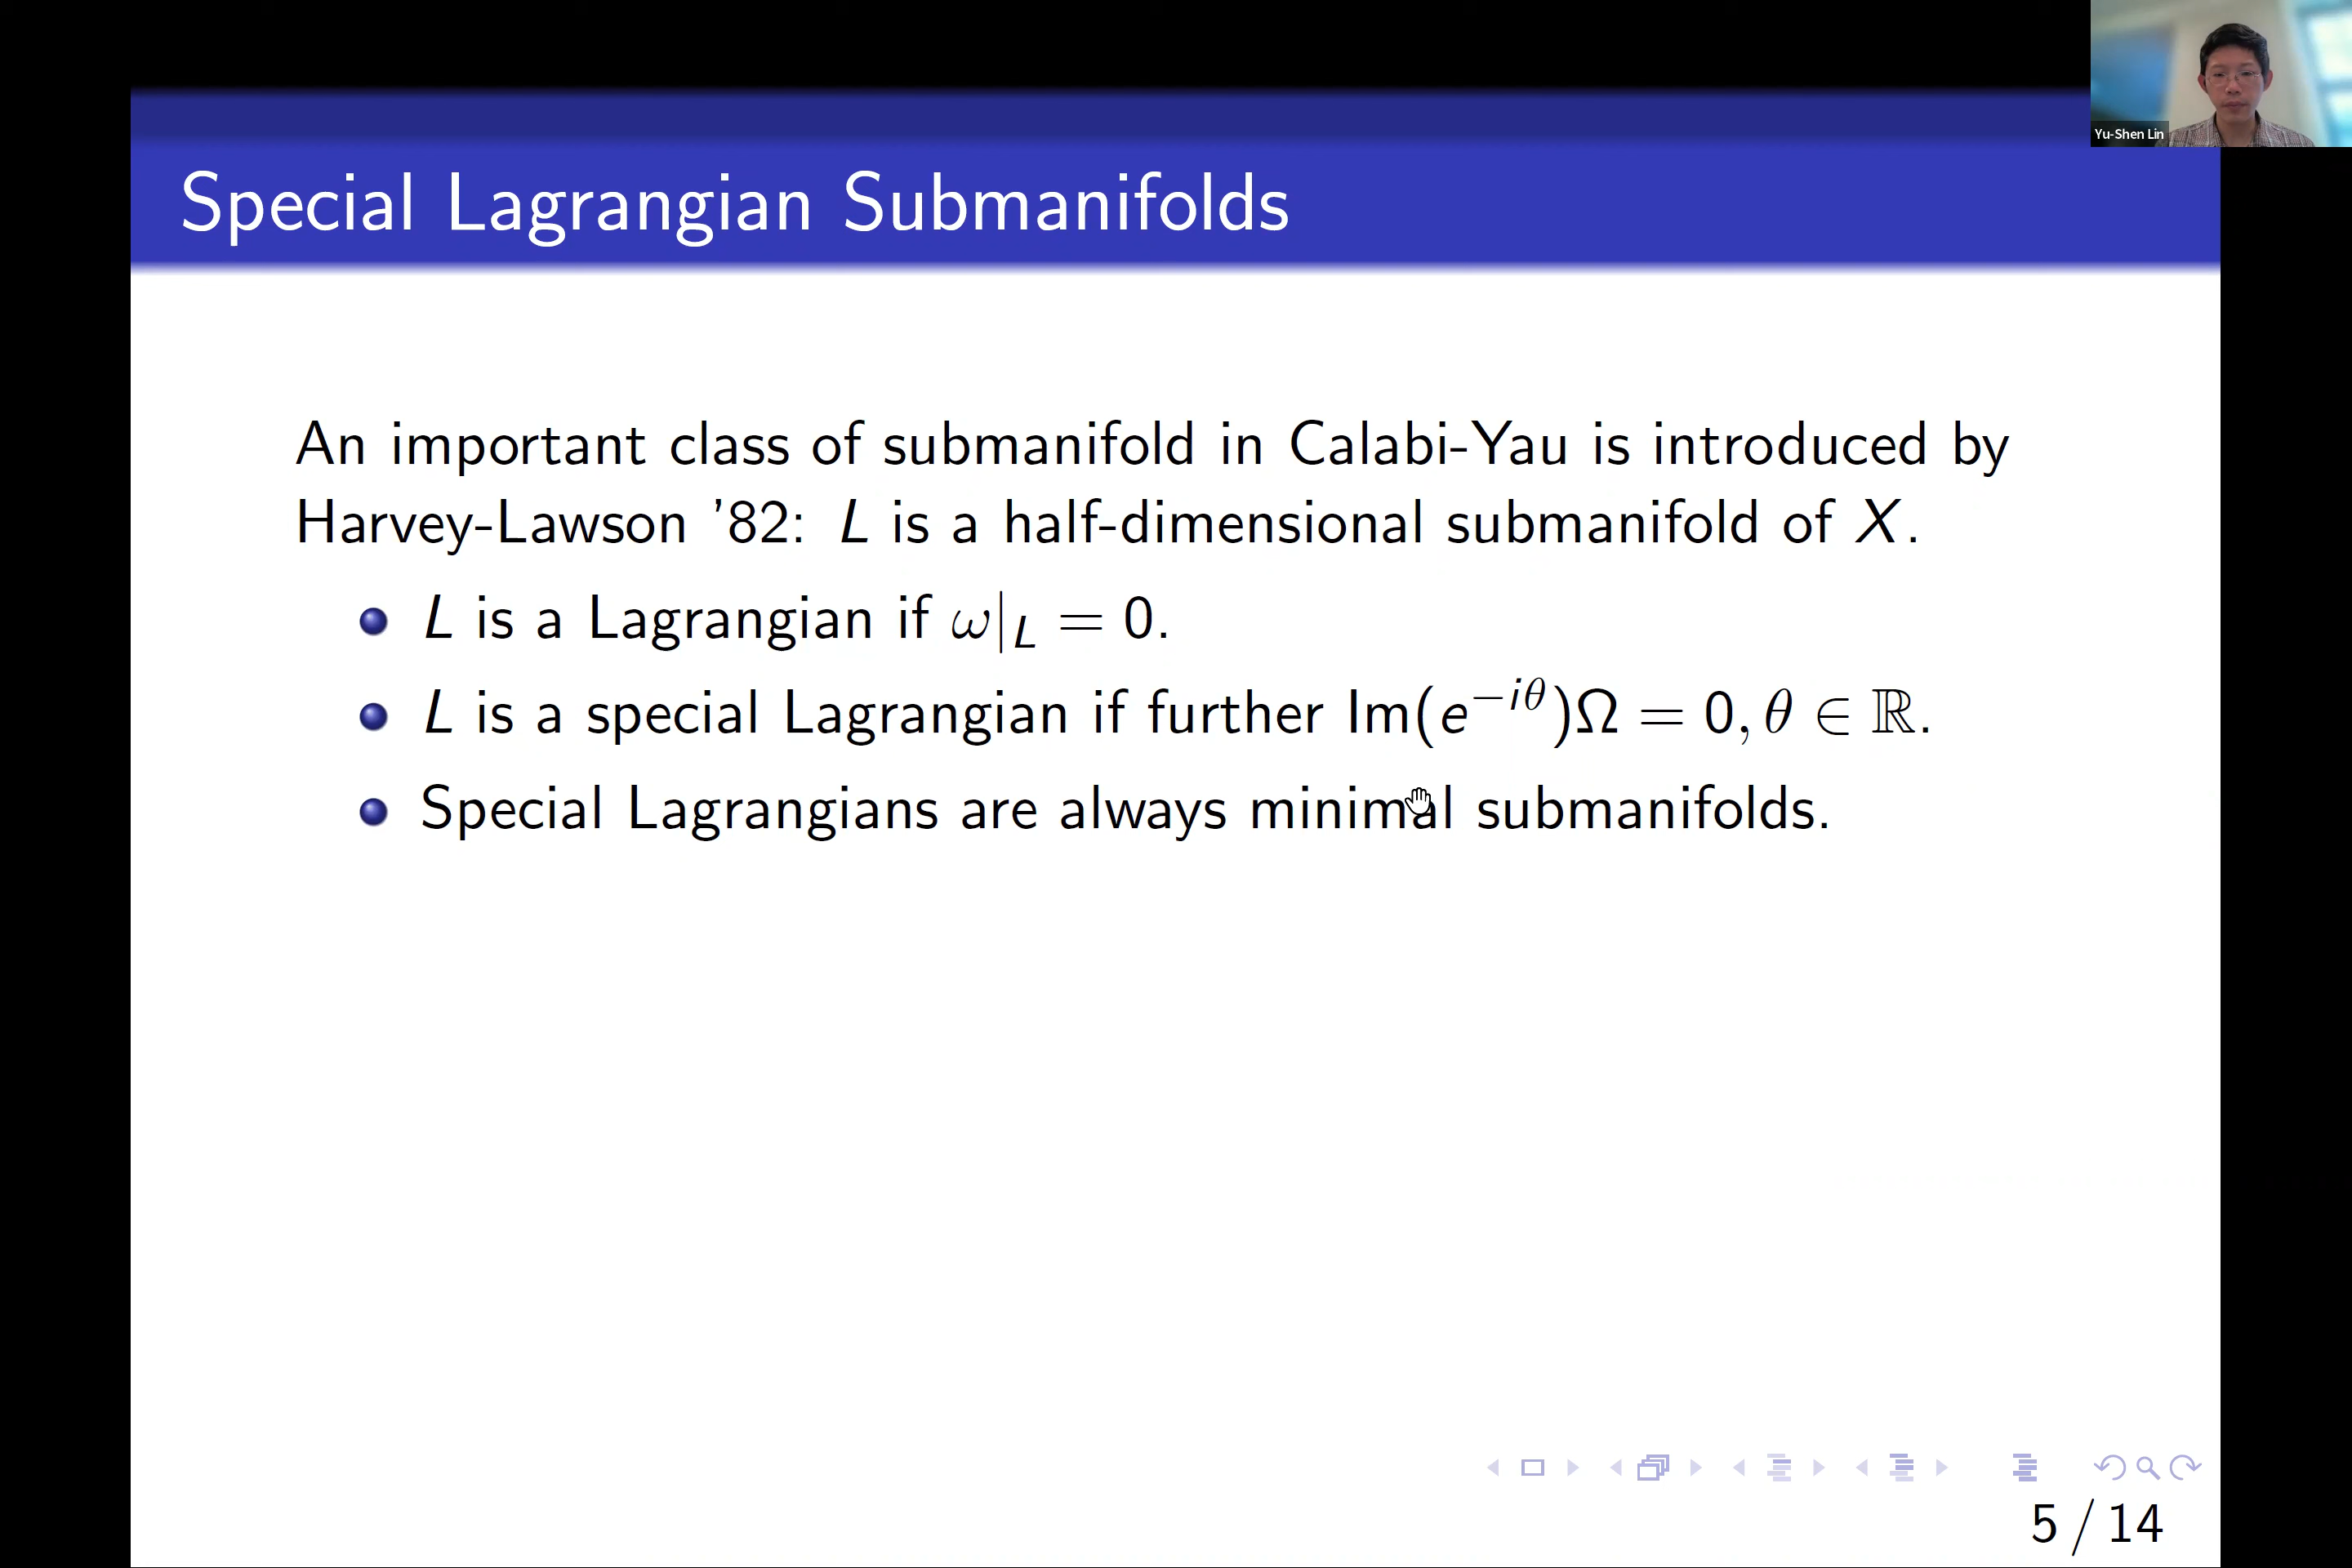 Yu-Shen Lin
Special Lagrangian Submanifolds
An important class of submanifold in Calabi-Yau is introduced by
Harvey-Lawson '82: L is a half-dimensional submanifold of X.
L is a Lagrangian if ω|_L = 0.
L is a special Lagrangian if further Im(e^{-iθ})Ω = 0, θ ∈ ℝ.
Special Lagrangians are always minimal submanifolds.
5 / 14